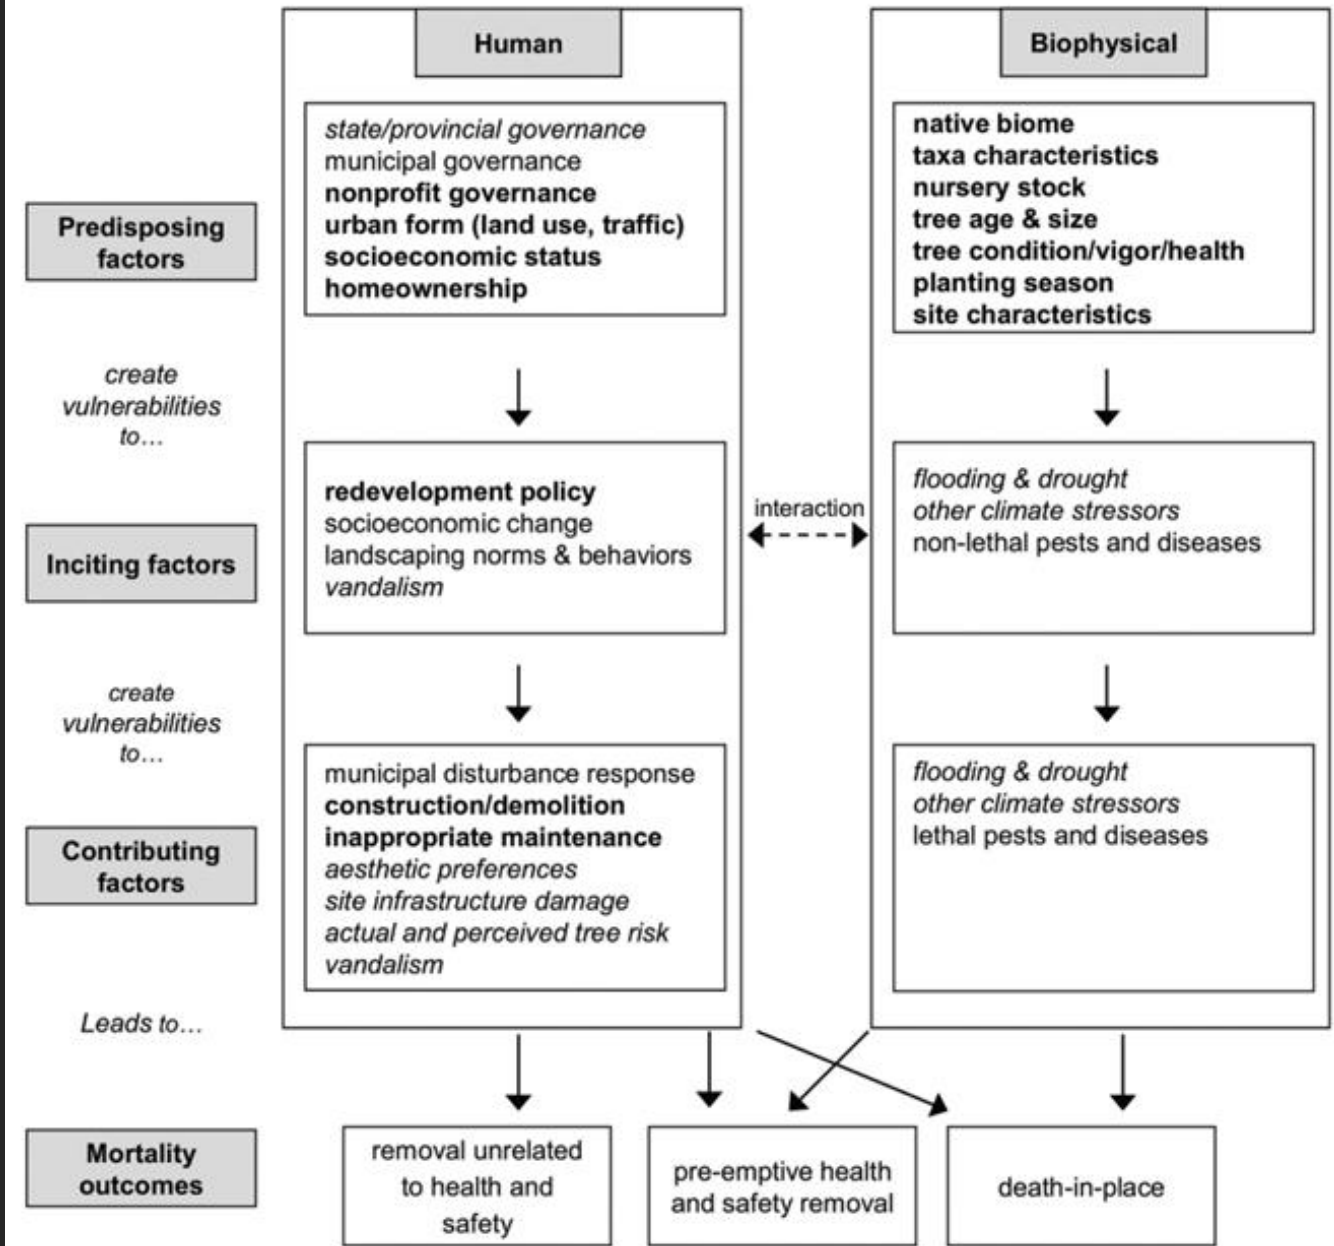 Human
Biophysical
Predisposing
factors
state/provincial governance
municipal governance
nonprofit governance
urban form (land use, traffic)
socioeconomic status
homeownership
native biome
taxa characteristics
nursery stock
tree age & size
tree condition/vigor/health
planting season
site characteristics
create
vulnerabilities
to…
Inciting factors
redevelopment policy
socioeconomic change
landscaping norms & behaviors
vandalism
interaction
flooding & drought
other climate stressors
non-lethal pests and diseases
create
vulnerabilities
to…
Contributing
factors
municipal disturbance response
construction/demolition
inappropriate maintenance
aesthetic preferences
site infrastructure damage
actual and perceived tree risk
vandalism
flooding & drought
other climate stressors
lethal pests and diseases
Leads to…
Mortality
outcomes
removal unrelated
to health and
safety
pre-emptive health
and safety removal
death-in-place